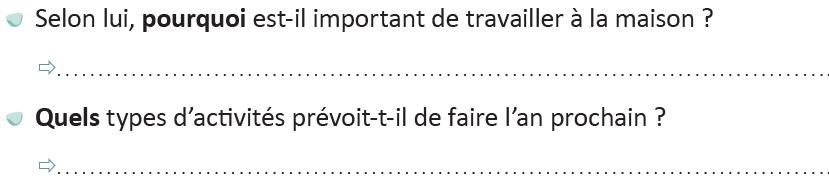 Selon lui, pourquoi est-il important de travailler à la maison ?
⇨..........................................................................................
Quels types d'activités prévoit-t-il de faire l'an prochain ?
⇨..........................................................................................